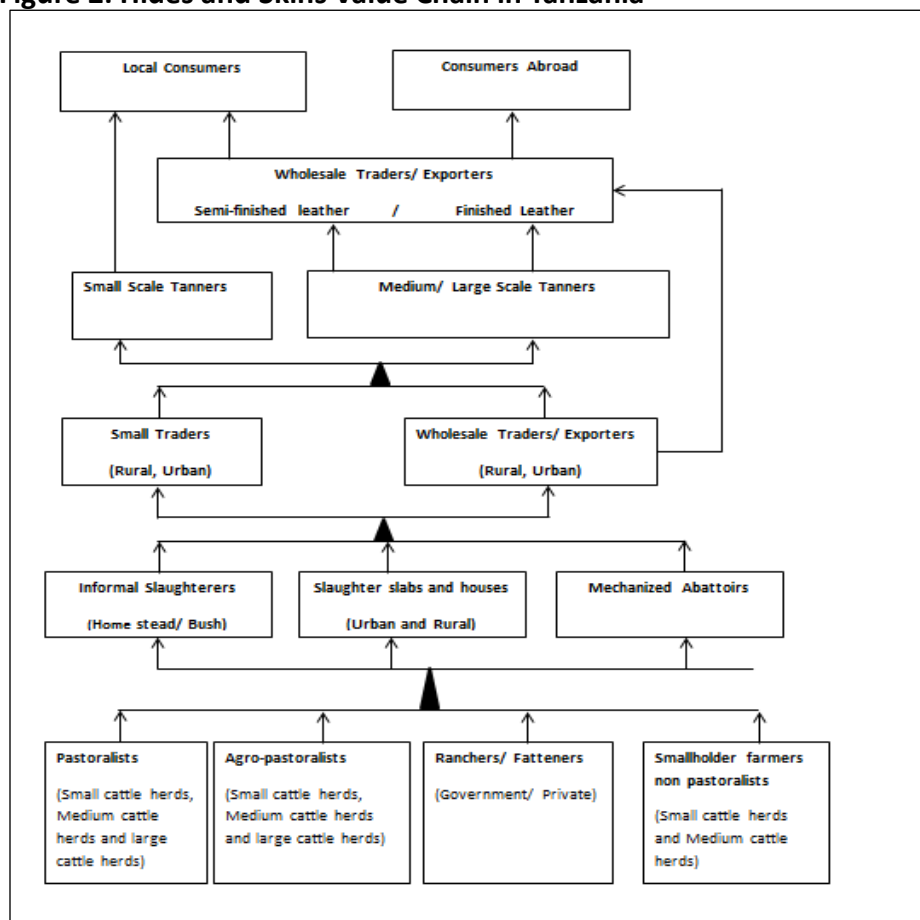 Figure 2: Hides and Skins Value Chain in Tanzania
Local Consumers
Consumers Abroad
Wholesale Traders/ Exporters
Semi-finished leather / Finished Leather
Small Scale Tanners
Medium/ Large Scale Tanners
Small Traders
(Rural, Urban)
Wholesale Traders/ Exporters
(Rural, Urban)
Informal Slaughterers
(Home stead/ Bush)
Slaughter slabs and houses
(Urban and Rural)
Mechanized Abattoirs
Pastoralists
(Small cattle herds,
Medium cattle
herds and large
cattle herds)
Agro-pastoralists
(Small cattle herds,
Medium cattle herds
and large cattle herds)
Ranchers/ Fatteners
(Government/ Private)
Smallholder farmers
non pastoralists
(Small cattle herds
and Medium cattle
herds)